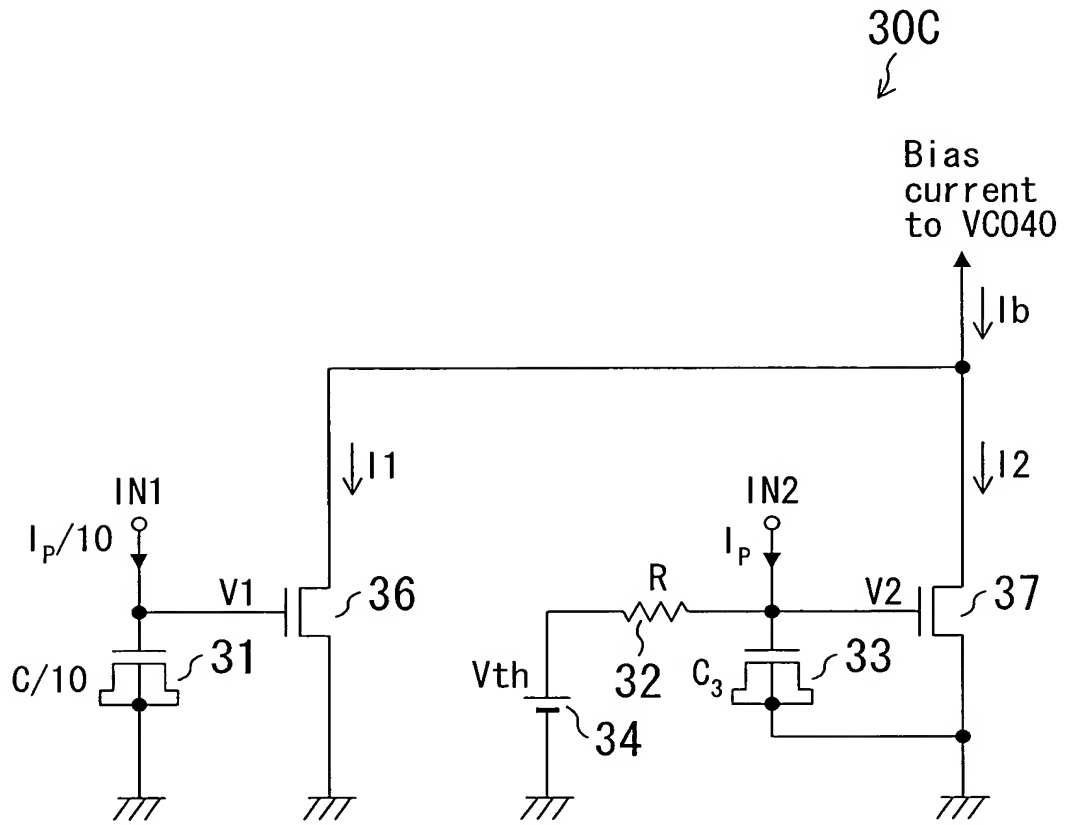 30C
Bias
current
to VCO40
Ib
I1
I2
IN1
IN2
IP/10
IP
V1
36
R
V2
37
C/10
31
Vth
32
C3
33
34